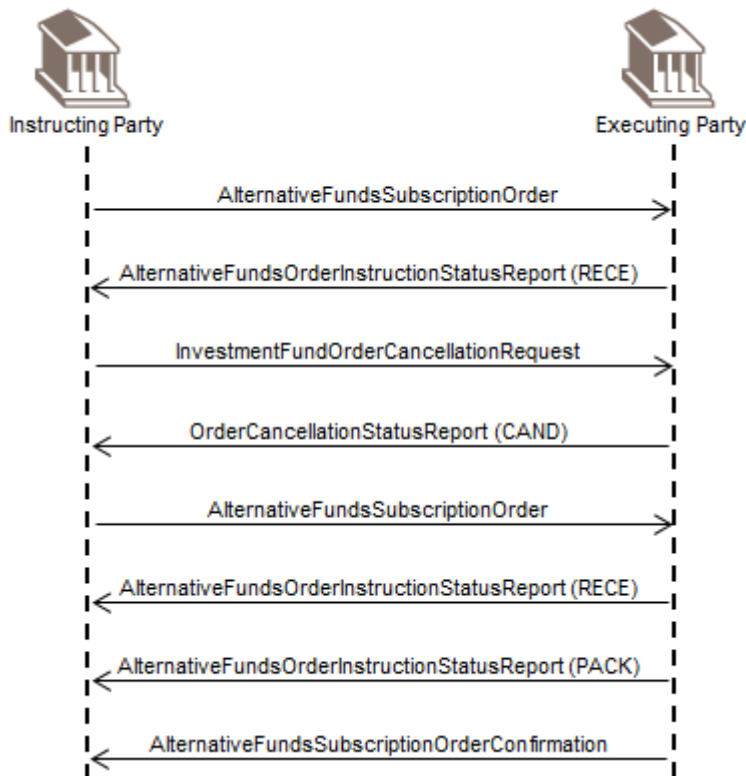 Instructing Party
Executing Party
AlternativeFundsSubscriptionOrder
AlternativeFundsOrderInstructionStatusReport (RECE)
InvestmentFundOrderCancellationRequest
OrderCancellationStatusReport (CAND)
AlternativeFundsSubscriptionOrder
AlternativeFundsOrderInstructionStatusReport (RECE)
AlternativeFundsOrderInstructionStatusReport (PACK)
AlternativeFundsSubscriptionOrderConfirmation